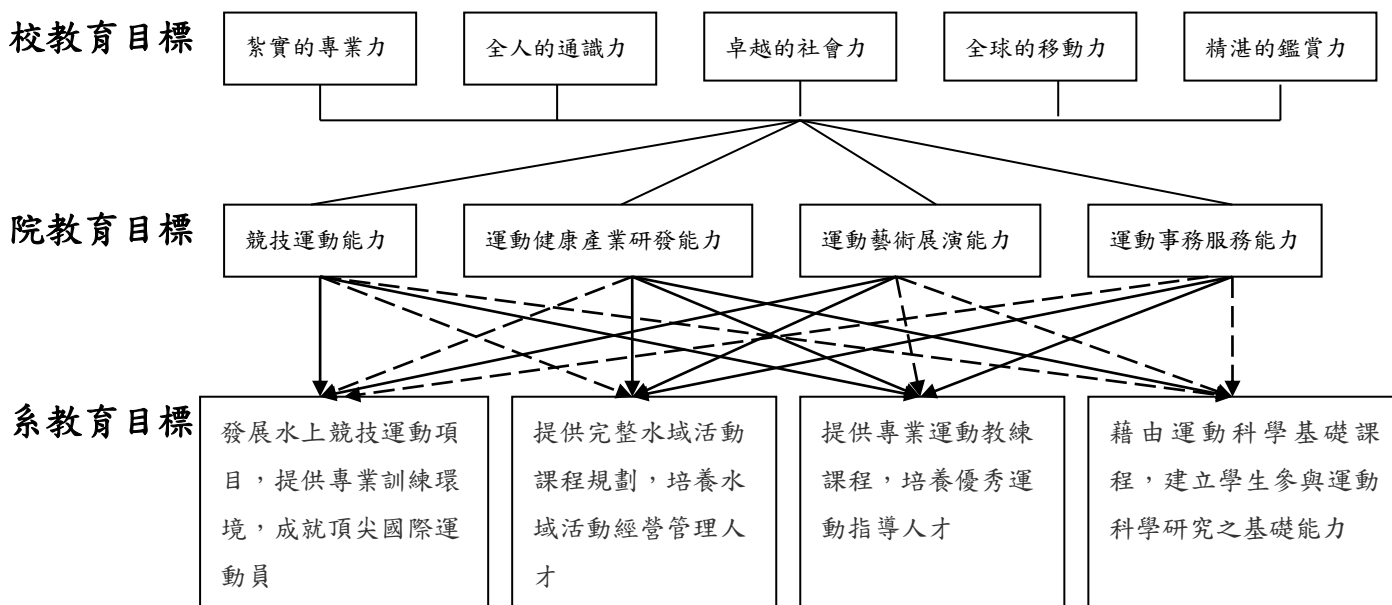 校教育目標
紮實的專業力
全人的通識力
卓越的社會力
全球的移動力
精湛的鑑賞力
院教育目標
競技運動能力
運動健康產業研發能力
運動藝術展演能力
運動事務服務能力
系教育目標
發展水上競技運動項
目，提供專業訓練環
境，成就頂尖國際運
動員
提供完整水域活動
課程規劃，培養水
域活動經營管理人
才
提供專業運動教練
課程，培養優秀運
動指導人才
藉由運動科學基礎課
程，建立學生參與運動
科學研究之基礎能力